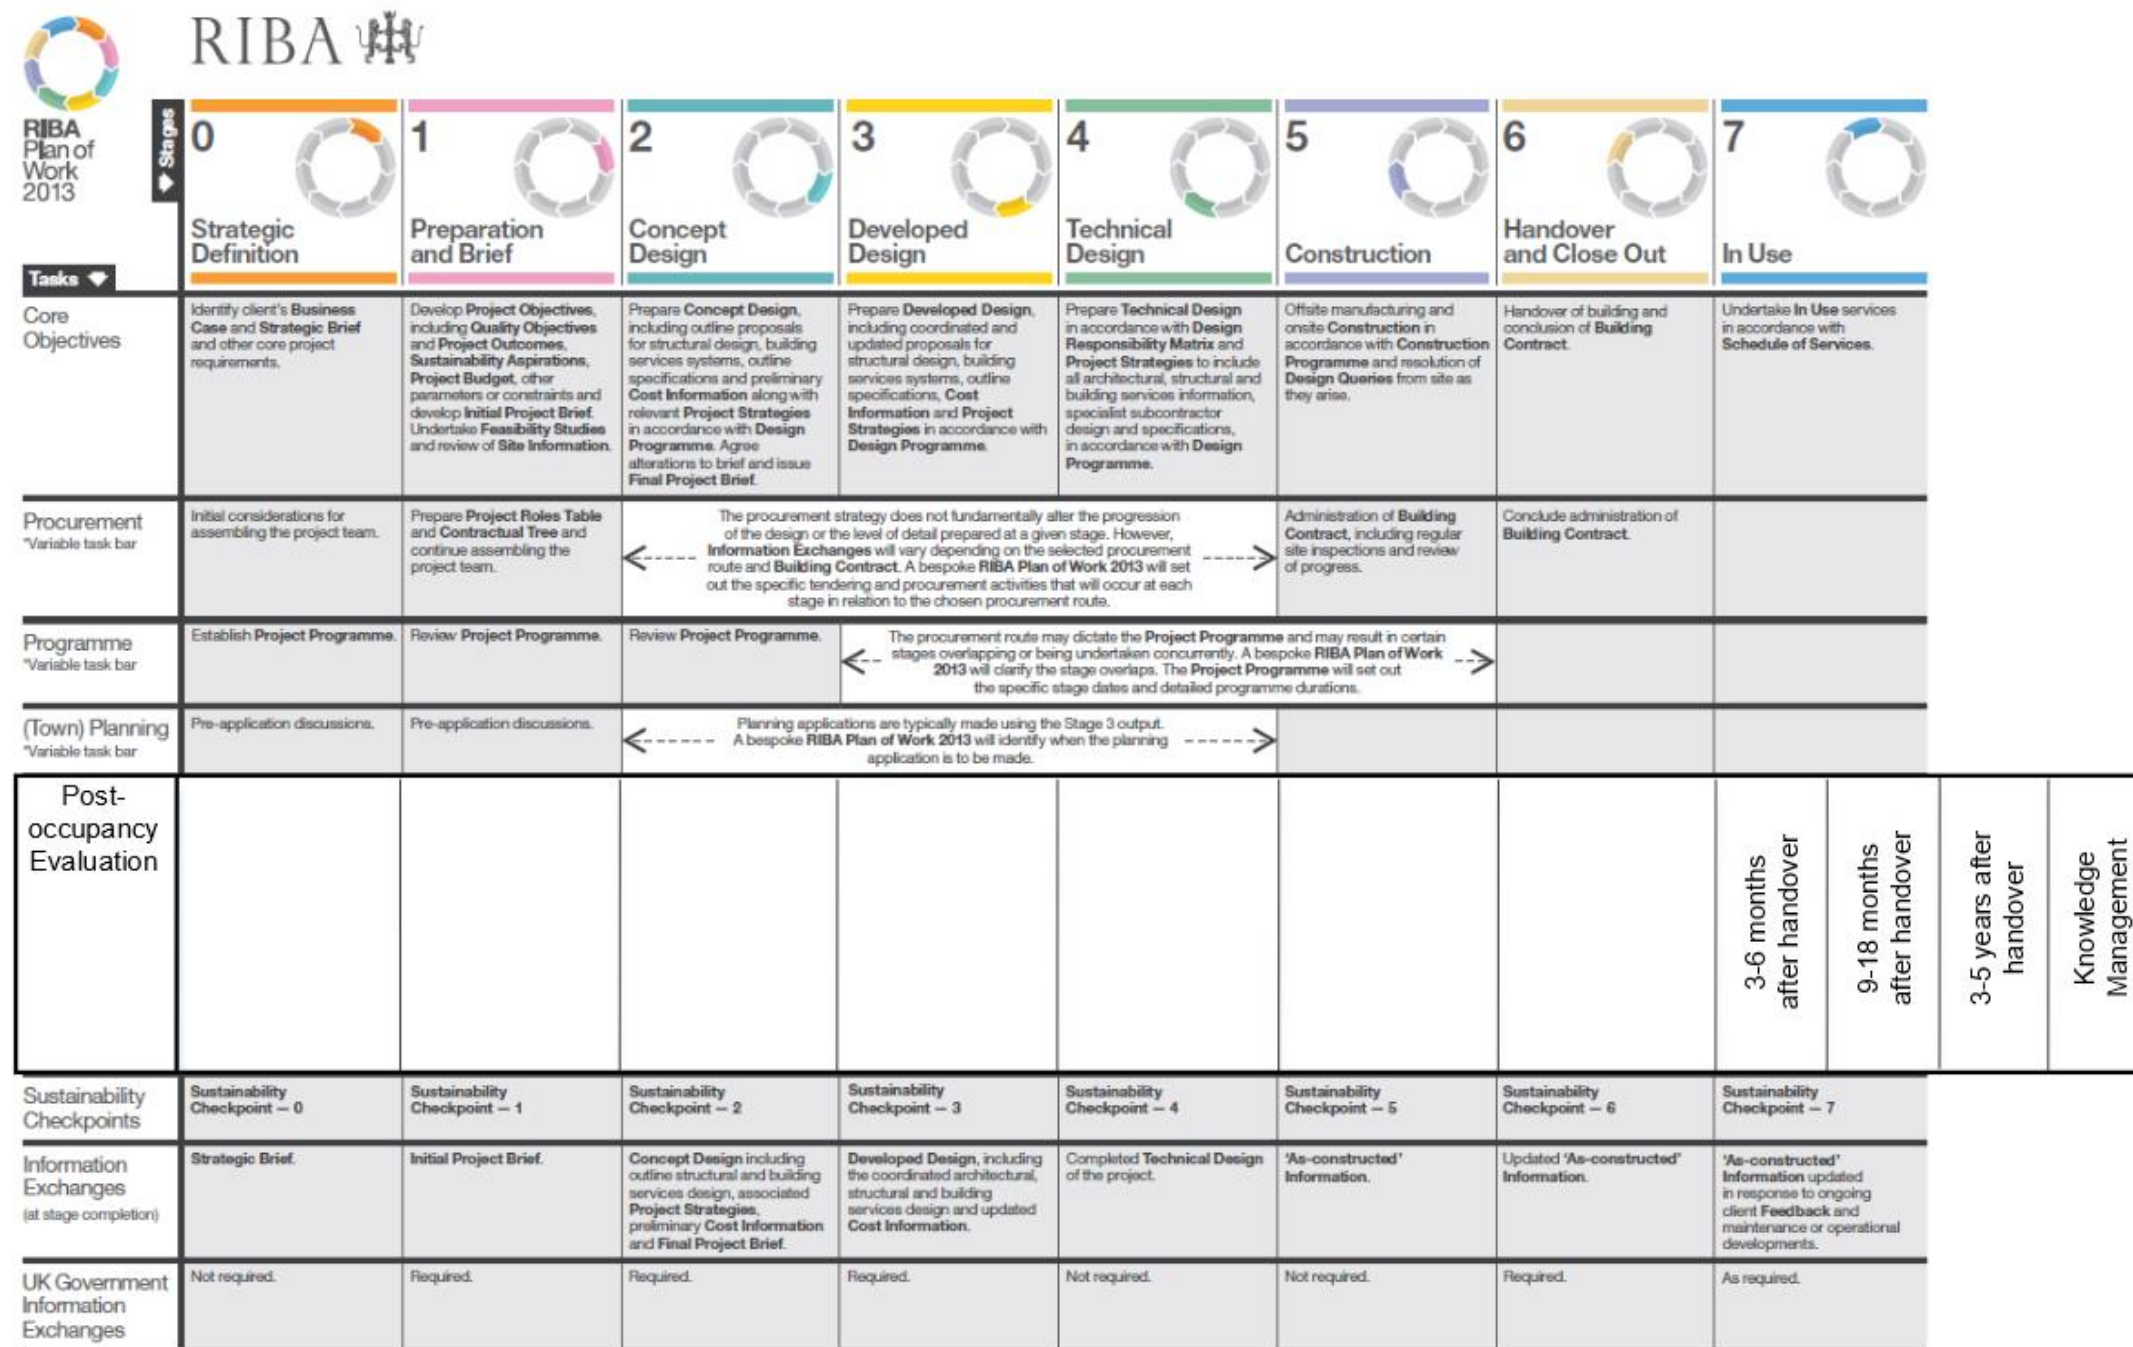 RIBA
RIBA
Plan of
Work
2013
Stages
Tasks
0
Strategic
Definition
1
Preparation
and Brief
2
Concept
Design
3
Developed
Design
4
Technical
Design
5
Construction
6
Handover
and Close Out
7
In Use
Core
Objectives
Identify client's Business
Case and Strategic Brief
and other core project
requirements.
Develop Project Objectives,
including Quality Objectives
and Project Outcomes,
Sustainability Aspirations,
Project Budget, other
parameters or constraints and
develop Initial Project Brief.
Undertake Feasibility Studies
and review of Site Information.
Prepare Concept Design,
including outline proposals
for structural design, building
services systems, outline
specifications and preliminary
Cost Information along with
relevant Project Strategies
in accordance with Design
Programme. Agree
alterations to brief and issue
Final Project Brief.
Prepare Developed Design,
including coordinated and
updated proposals for
structural design, building
services systems, outline
specifications, Cost
Information and Project
Strategies in accordance with
Design Programme.
Prepare Technical Design
in accordance with Design
Responsibility Matrix and
Project Strategies to include
all architectural, structural and
building services information,
specialist subcontractor
design and specifications,
in accordance with Design
Programme.
Offsite manufacturing and
onsite Construction in
accordance with Construction
Programme and resolution of
Design Queries from site as
they arise.
Handover of building and
conclusion of Building
Contract.
Undertake In Use services
in accordance with
Schedule of Services.
Procurement
*Variable task bar
Initial considerations for
assembling the project team.
Prepare Project Roles Table
and Contractual Tree and
continue assembling the
project team.
The procurement strategy does not fundamentally alter the progression
of the design or the level of detail prepared at a given stage. However,
Information Exchanges will vary depending on the selected procurement
route and Building Contract. A bespoke RIBA Plan of Work 2013 will set
out the specific tendering and procurement activities that will occur at each
stage in relation to the chosen procurement route.
Administration of Building
Contract, including regular
site inspections and review
of progress.
Conclude administration of
Building Contract.
Programme
*Variable task bar
Establish Project Programme.
Review Project Programme.
Review Project Programme.
The procurement route may dictate the Project Programme and may result in certain
stages overlapping or being undertaken concurrently. A bespoke RIBA Plan of Work
2013 will clarify the stage overlaps. The Project Programme will set out
the specific stage dates and detailed programme durations.
(Town) Planning
*Variable task bar
Pre-application discussions.
Pre-application discussions.
Planning applications are typically made using the Stage 3 output.
A bespoke RIBA Plan of Work 2013 will identify when the planning
application is to be made.
Post-
occupancy
Evaluation
3-6 months
after handover
9-18 months
after handover
3-5 years after
handover
Knowledge
Management
Sustainability
Checkpoints
Sustainability
Checkpoint — 0
Sustainability
Checkpoint — 1
Sustainability
Checkpoint — 2
Sustainability
Checkpoint — 3
Sustainability
Checkpoint — 4
Sustainability
Checkpoint — 5
Sustainability
Checkpoint — 6
Sustainability
Checkpoint — 7
Information
Exchanges
(at stage completion)
Strategic Brief.
Initial Project Brief.
Concept Design including
outline structural and building
services design, associated
Project Strategies,
preliminary Cost Information
and Final Project Brief.
Developed Design, including
the coordinated architectural,
structural and building
services design and updated
Cost Information.
Completed Technical Design
of the project.
'As-constructed'
Information.
Updated 'As-constructed'
Information.
'As-constructed'
Information updated
in response to ongoing
client Feedback and
maintenance or operational
developments.
UK Government
Information
Exchanges
Not required.
Required.
Required.
Required.
Not required.
Not required.
Required.
As required.